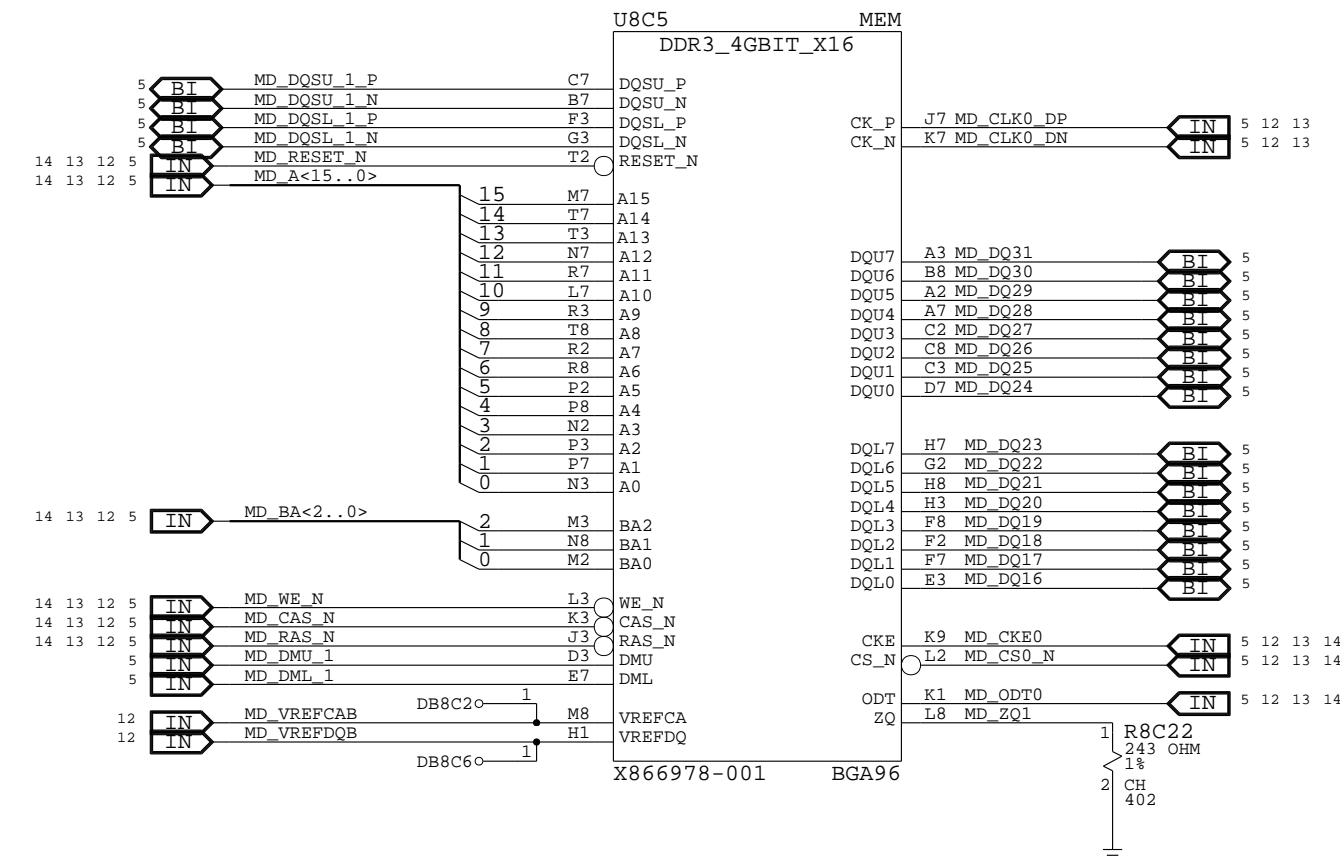 U8C5 MEM
DDR3_4GBIT_X16
5 BI MD_DQSU_1_P C7 DQSU_P
5 BI MD_DQSU_1_N B7 DQSU_N
5 BI MD_DQSL_1_P F3 DQSL_P CK_P J7 MD_CLK0_DP IN 5 12 13
5 BI MD_DQSL_1_N G3 DQSL_N CK_N K7 MD_CLK0_DN IN 5 12 13
14 13 12 5 IN MD_RESET_N T2 RESET_N
14 13 12 5 IN MD_A<15..0>
15 M7 A15
14 T7 A14
13 T3 A13
12 N7 A12 DQU7 A3 MD_DQ31 BI 5
11 R7 A11 DQU6 B8 MD_DQ30 BI 5
10 L7 A10 DQU5 A2 MD_DQ29 BI 5
9 R3 A9 DQU4 A7 MD_DQ28 BI 5
8 T8 A8 DQU3 C2 MD_DQ27 BI 5
7 R2 A7 DQU2 C8 MD_DQ26 BI 5
6 R8 A6 DQU1 C3 MD_DQ25 BI 5
5 P2 A5 DQU0 D7 MD_DQ24 BI 5
4 P8 A4
3 N2 A3
2 P3 A2 DQL7 H7 MD_DQ23 BI 5
1 P7 A1 DQL6 G2 MD_DQ22 BI 5
0 N3 A0 DQL5 H8 MD_DQ21 BI 5
DQL4 H3 MD_DQ20 BI 5
14 13 12 5 IN MD_BA<2..0>
2 M3 BA2 DQL3 F8 MD_DQ19 BI 5
1 N8 BA1 DQL2 F2 MD_DQ18 BI 5
0 M2 BA0 DQL1 F7 MD_DQ17 BI 5
DQL0 E3 MD_DQ16 BI 5
14 13 12 5 IN MD_WE_N L3 WE_N
14 13 12 5 IN MD_CAS_N K3 CAS_N
14 13 12 5 IN MD_RAS_N J3 RAS_N CKE K9 MD_CKE0 IN 5 12 13 14
5 IN MD_DMU_1 D3 DMU CS_N L2 MD_CS0_N IN 5 12 13 14
5 IN MD_DML_1 E7 DML
DB8C2 1 ODT K1 MD_ODT0 IN 5 12 13 14
12 IN MD_VREFCAB M8 VREFCA ZQ L8 MD_ZQ1
12 IN MD_VREFDQB H1 VREFDQ
DB8C6 1
1 R8C22
243 OHM
1%
2 CH
402
X866978-001 BGA96